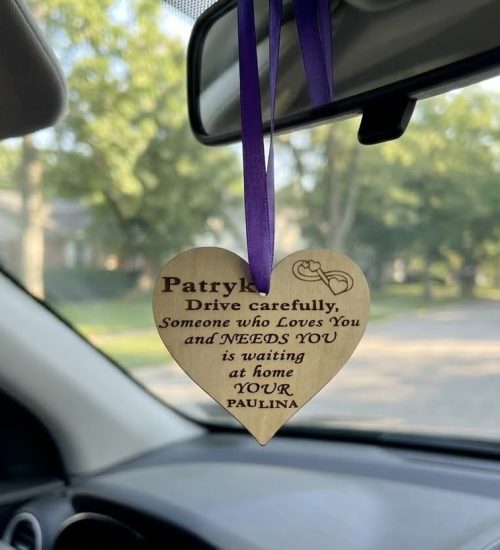 Patryk
Drive carefully,
Someone who Loves You
and NEEDS YOU
is waiting
at home
YOUR
PAULINA